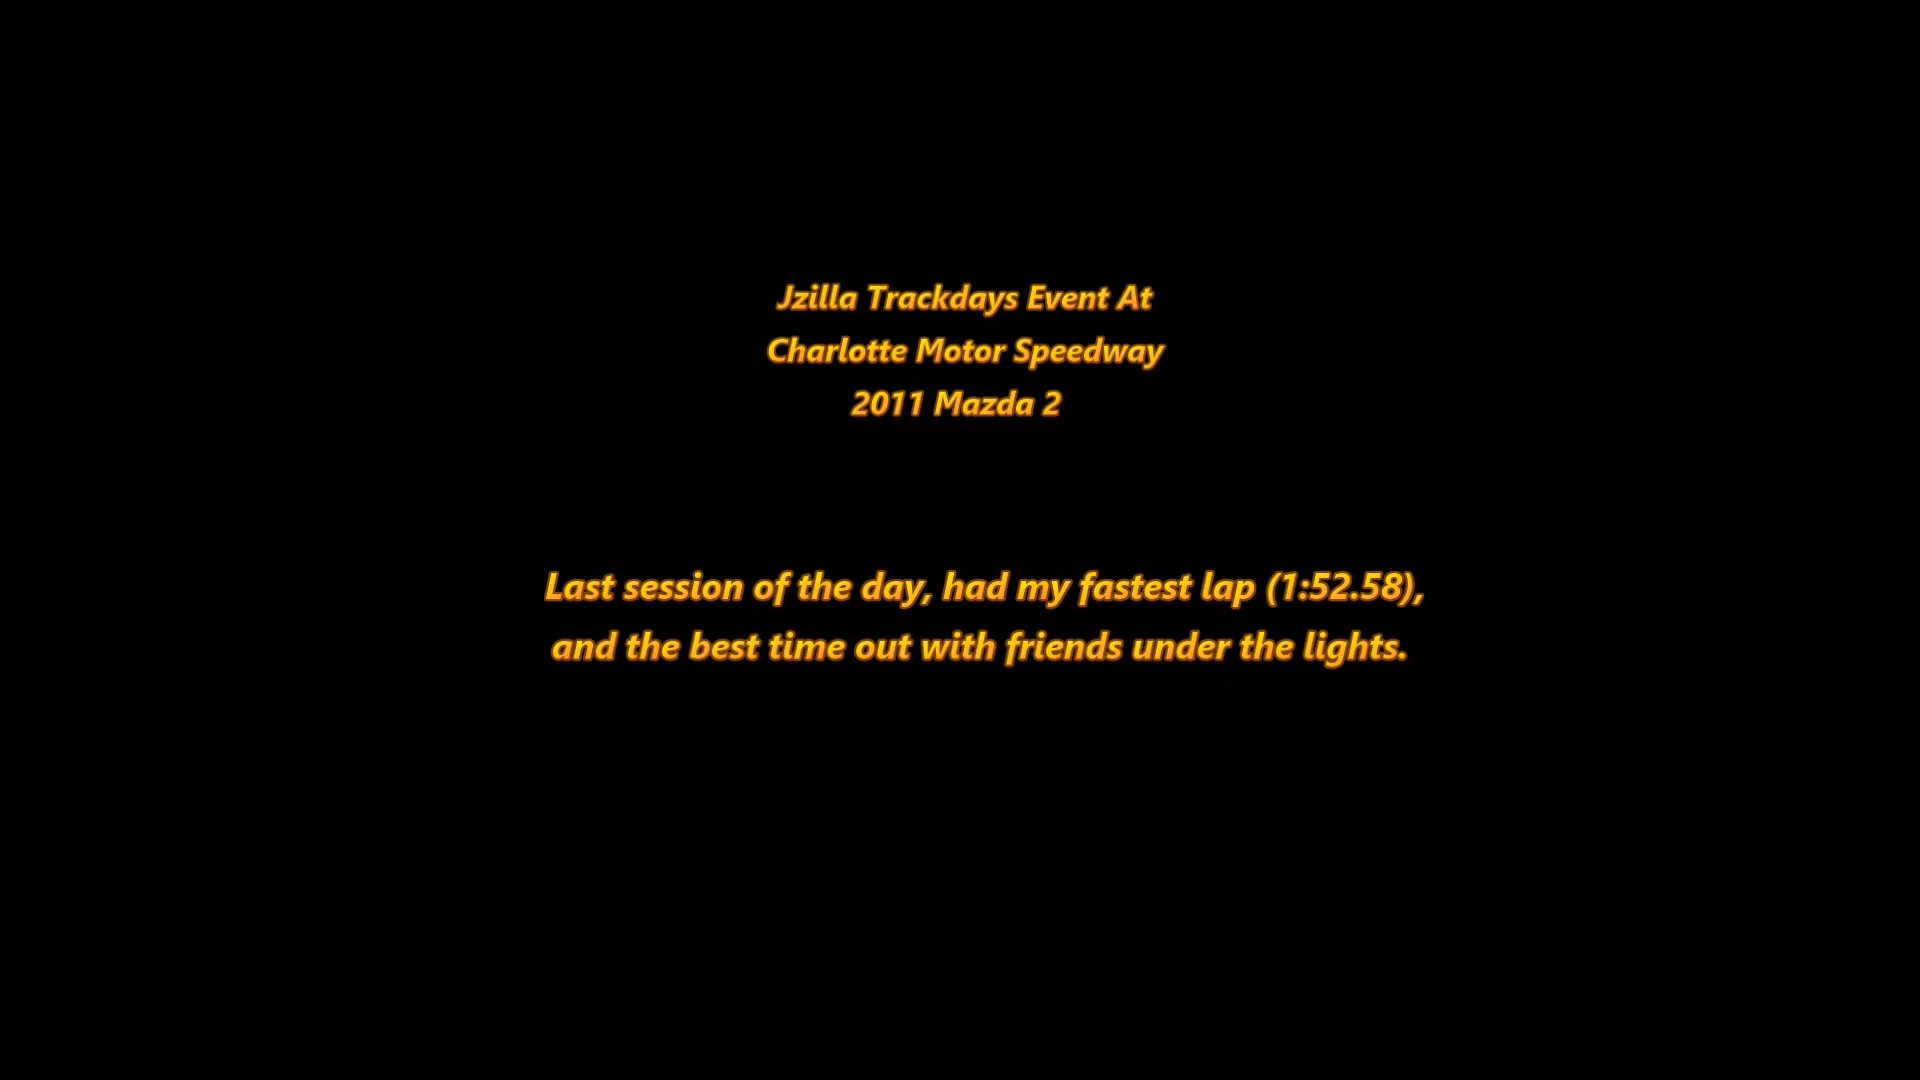 Jzilla Trackdays Event At
Charlotte Motor Speedway
2011 Mazda 2
Last session of the day, had my fastest lap (1:52.58),
and the best time out with friends under the lights.